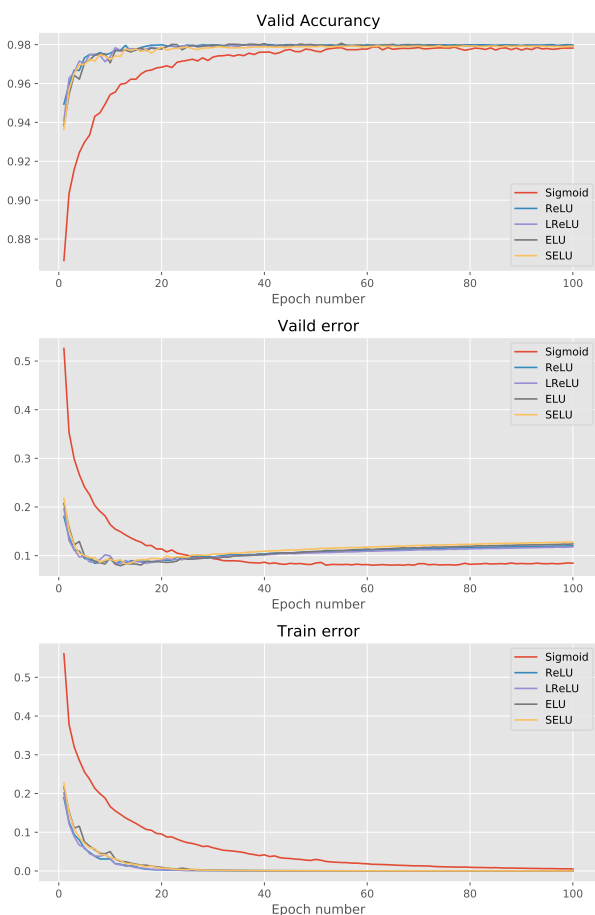 Valid Accurancy
0.98
0.96
0.94
0.92
0.90
0.88
Sigmoid
ReLU
LReLU
ELU
SELU
0 20 40 60 80 100
Epoch number
Vaild error
0.5
0.4
0.3
0.2
0.1
Sigmoid
ReLU
LReLU
ELU
SELU
0 20 40 60 80 100
Epoch number
Train error
0.5
0.4
0.3
0.2
0.1
0.0
Sigmoid
ReLU
LReLU
ELU
SELU
0 20 40 60 80 100
Epoch number